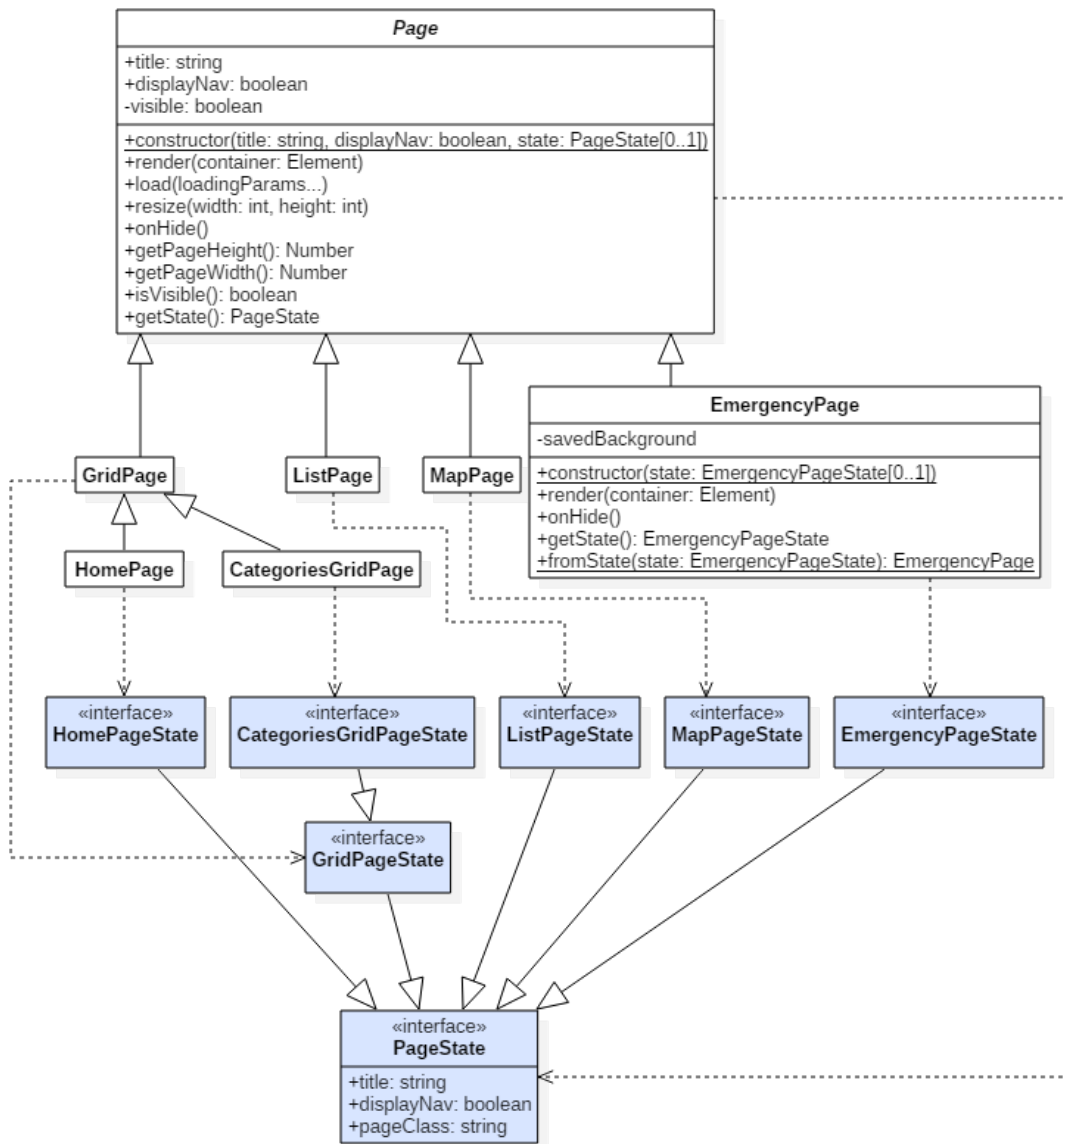 Page
+title: string
+displayNav: boolean
-visible: boolean
+constructor(title: string, displayNav: boolean, state: PageState[0..1])
+render(container: Element)
+load(loadingParams...)
+resize(width: int, height: int)
+onHide()
+getPageHeight(): Number
+getPageWidth(): Number
+isVisible(): boolean
+getState(): PageState
EmergencyPage
-savedBackground
+constructor(state: EmergencyPageState[0..1])
+render(container: Element)
+onHide()
+getState(): EmergencyPageState
+fromState(state: EmergencyPageState): EmergencyPage
GridPage
ListPage
MapPage
HomePage
CategoriesGridPage
«interface»
HomePageState
«interface»
CategoriesGridPageState
«interface»
ListPageState
«interface»
MapPageState
«interface»
EmergencyPageState
«interface»
GridPageState
«interface»
PageState
+title: string
+displayNav: boolean
+pageClass: string